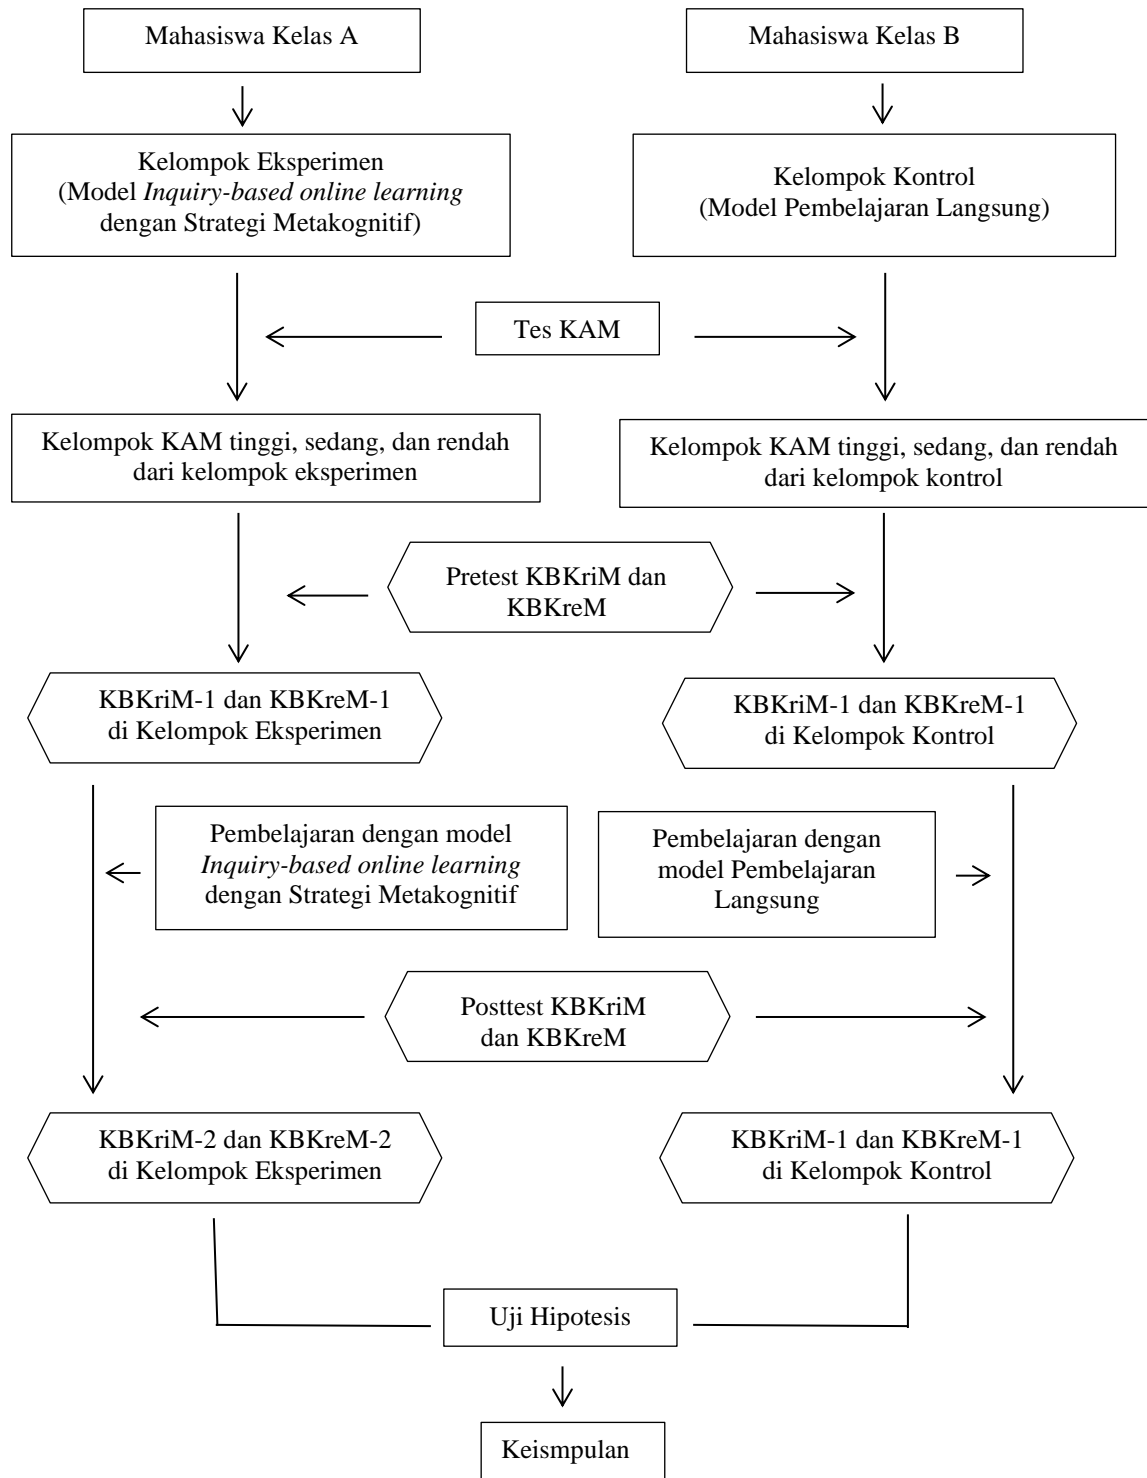 Mahasiswa Kelas A
Mahasiswa Kelas B
Kelompok Eksperimen
(Model Inquiry-based online learning
dengan Strategi Metakognitif)
Kelompok Kontrol
(Model Pembelajaran Langsung)
Tes KAM
Kelompok KAM tinggi, sedang, dan rendah
dari kelompok eksperimen
Kelompok KAM tinggi, sedang, dan rendah
dari kelompok kontrol
Pretest KBKriM dan
KBKreM
KBKriM-1 dan KBKreM-1
di Kelompok Eksperimen
KBKriM-1 dan KBKreM-1
di Kelompok Kontrol
Pembelajaran dengan model
Inquiry-based online learning
dengan Strategi Metakognitif
Pembelajaran dengan
model Pembelajaran
Langsung
Posttest KBKriM
dan KBKreM
KBKriM-2 dan KBKreM-2
di Kelompok Eksperimen
KBKriM-1 dan KBKreM-1
di Kelompok Kontrol
Uji Hipotesis
Keismpulan